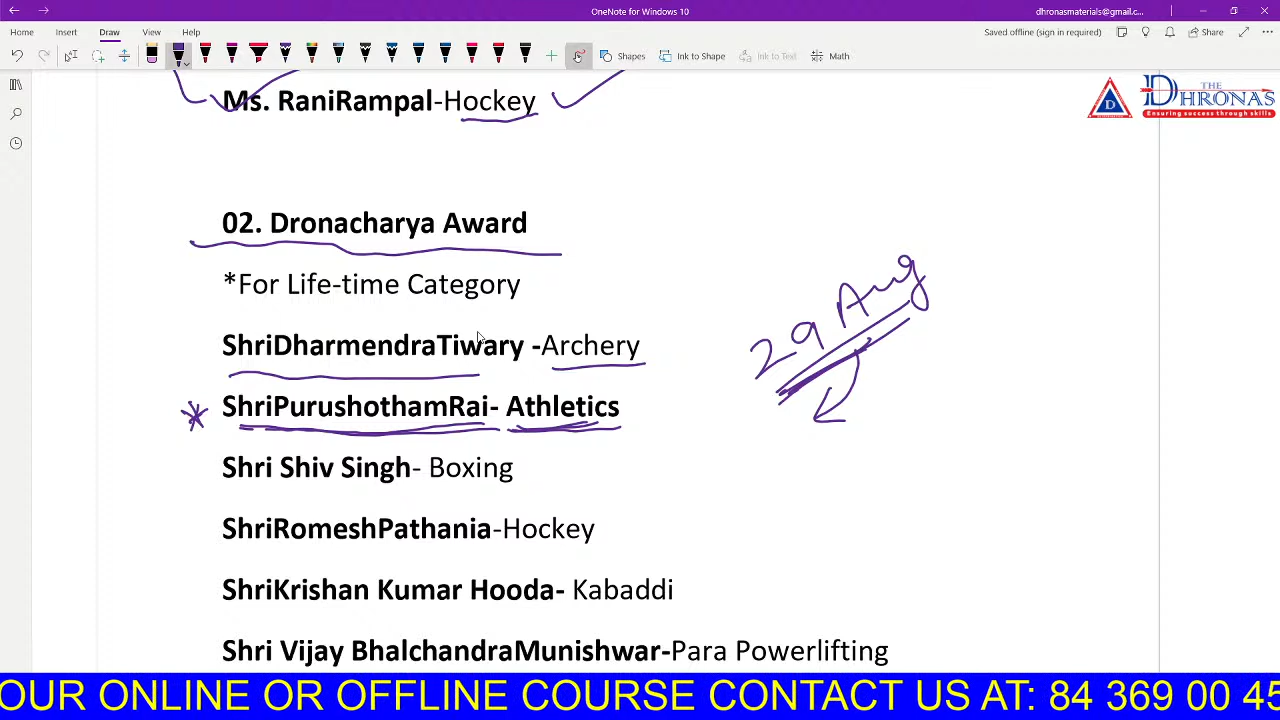 OneNote for Windows 10
dhronasmaterials@gmail.c...
Home Insert Draw View Help
Saved offline (sign in required)
Share
Shapes
Ink to Shape
Ink to Text
Math
Ms. RaniRampal-Hockey
THE
DHRONAS
Ensuring success through skills
D
02. Dronacharya Award
*For Life-time Category
29 Aug
ShriDharmendraTiwary -Archery
* ShriPurushothamRai- Athletics
Shri Shiv Singh- Boxing
ShriRomeshPathania-Hockey
ShriKrishan Kumar Hooda- Kabaddi
Shri Vijay BhalchandraMunishwar-Para Powerlifting
OUR ONLINE OR OFFLINE COURSE CONTACT US AT: 84 369 00 45